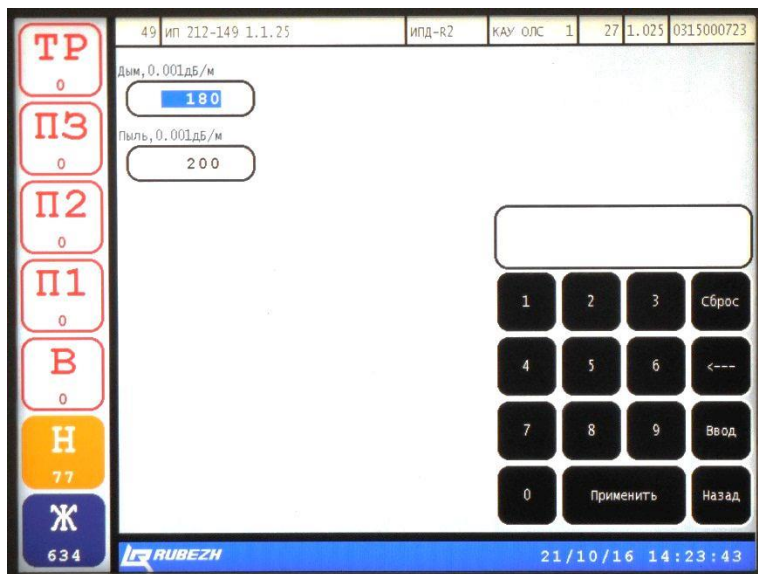 49 ИП 212-149 1.1.25 ИПД-R2 КАУ ОЛС 1 27 1.025 0315000723
ТР
0
ПЗ
0
П2
0
П1
0
В
0
Н
77
Ж
634
Дым,0.001дБ/м
180
Пыль,0.001дБ/м
200
1 2 3 Сброс
4 5 6 <---
7 8 9 Ввод
0 Применить Назад
RUBEZH 21/10/16 14:23:43